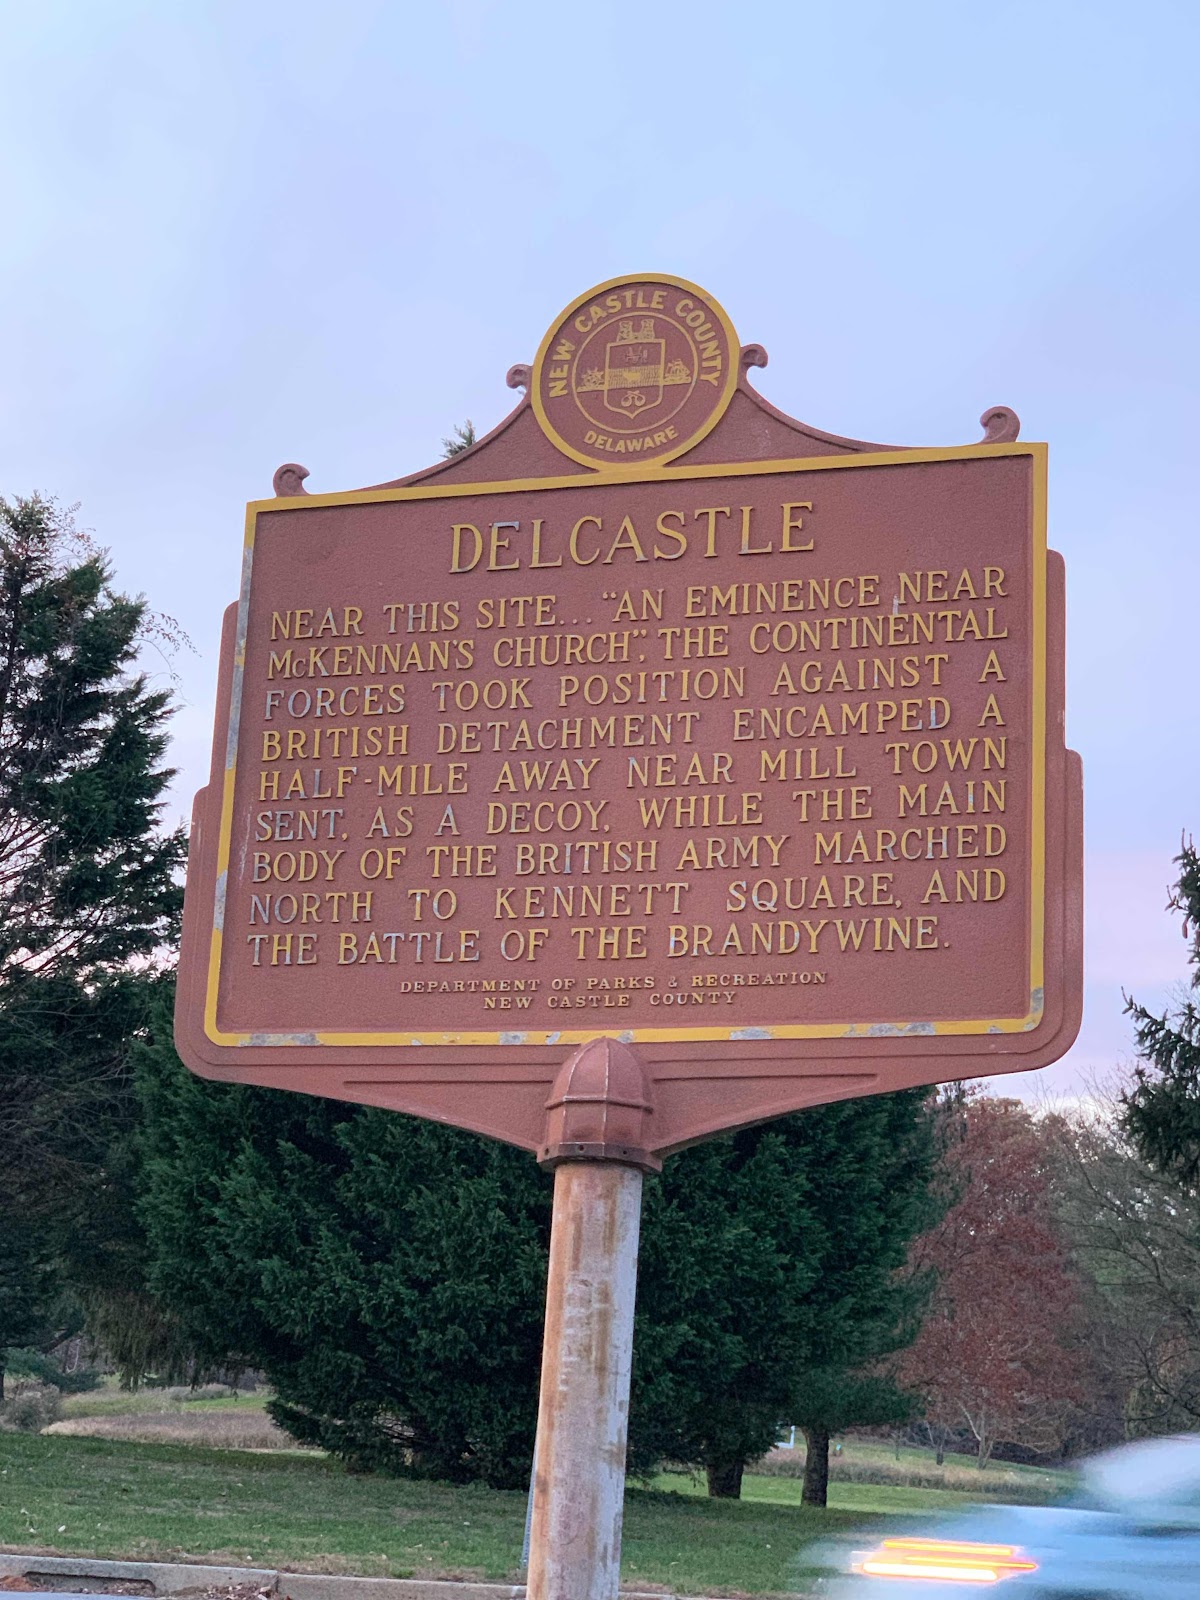 NEW CASTLE COUNTY
DELAWARE
DELCASTLE
NEAR THIS SITE... "AN EMINENCE NEAR
McKENNAN'S CHURCH", THE CONTINENTAL
FORCES TOOK POSITION AGAINST A
BRITISH DETACHMENT ENCAMPED A
HALF-MILE AWAY NEAR MILL TOWN
SENT, AS A DECOY, WHILE THE MAIN
BODY OF THE BRITISH ARMY MARCHED
NORTH TO KENNETT SQUARE, AND
THE BATTLE OF THE BRANDYWINE.
DEPARTMENT OF PARKS & RECREATION
NEW CASTLE COUNTY